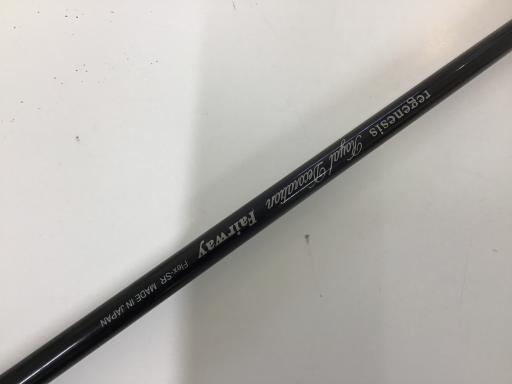 regenesis Royal Decoration Fairway Flex-SR MADE IN JAPAN